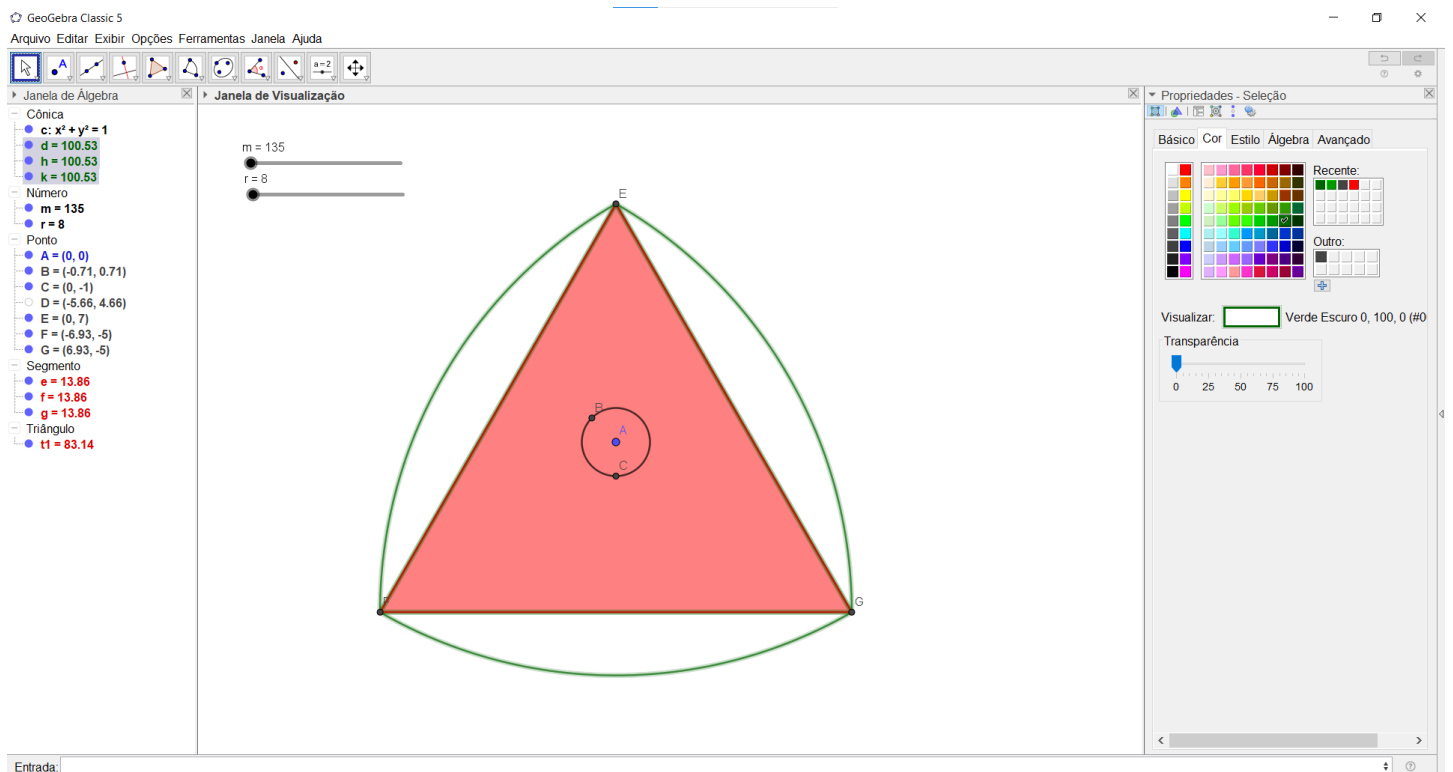 GeoGebra Classic 5
Arquivo Editar Exibir Opções Ferramentas Janela Ajuda
A
a=2
Janela de Álgebra
Cônica
c: x² + y² = 1
d = 100.53
h = 100.53
k = 100.53
Número
m = 135
r = 8
Ponto
A = (0, 0)
B = (-0.71, 0.71)
C = (0, -1)
D = (-5.66, 4.66)
E = (0, 7)
F = (-6.93, -5)
G = (6.93, -5)
Segmento
e = 13.86
f = 13.86
g = 13.86
Triângulo
t1 = 83.14
Janela de Visualização
m = 135
r = 8
E
B
A
C
F
G
Propriedades - Seleção
Básico Cor Estilo Álgebra Avançado
Recente:
Outro:
Visualizar: Verde Escuro 0, 100, 0 (#0
Transparência
0 25 50 75 100
Entrada: